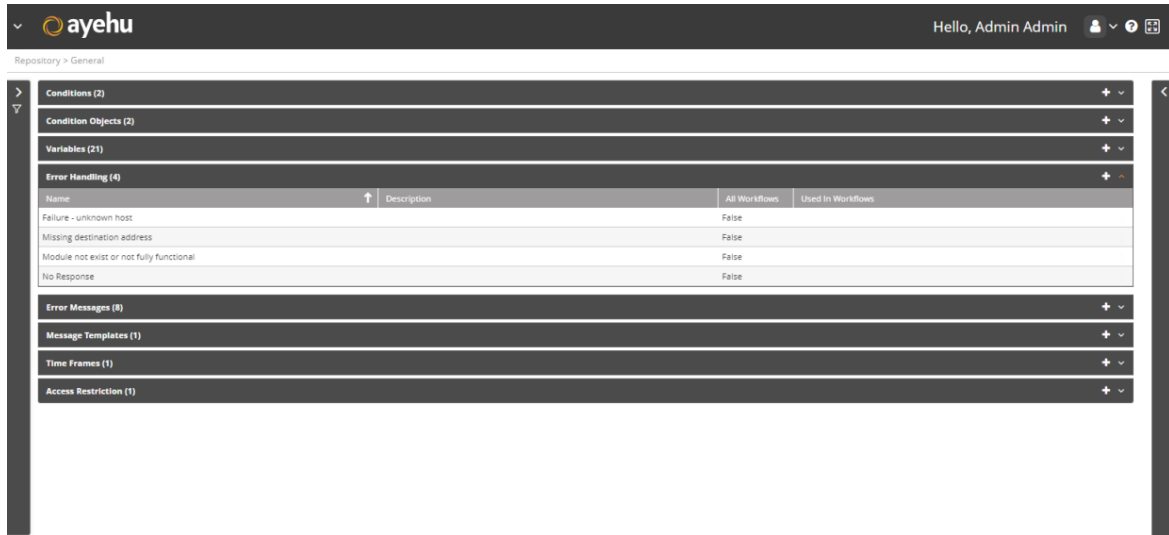 ayehu
Hello, Admin Admin
Repository > General
Conditions (2)
Condition Objects (2)
Variables (21)
Error Handling (4)
Name Description All Workflows Used In Workflows
Failure - unknown host False
Missing destination address False
Module not exist or not fully functional False
No Response False
Error Messages (8)
Message Templates (1)
Time Frames (1)
Access Restriction (1)